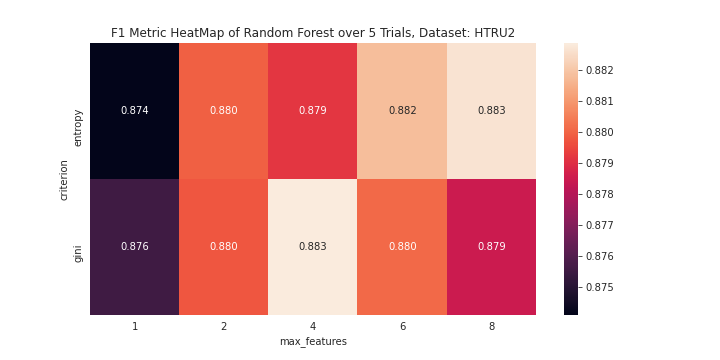 F1 Metric HeatMap of Random Forest over 5 Trials, Dataset: HTRU2
criterion
entropy
0.874 0.880 0.879 0.882 0.883
gini
0.876 0.880 0.883 0.880 0.879
1 2 4 6 8
max_features
0.882
0.881
0.880
0.879
0.878
0.877
0.876
0.875